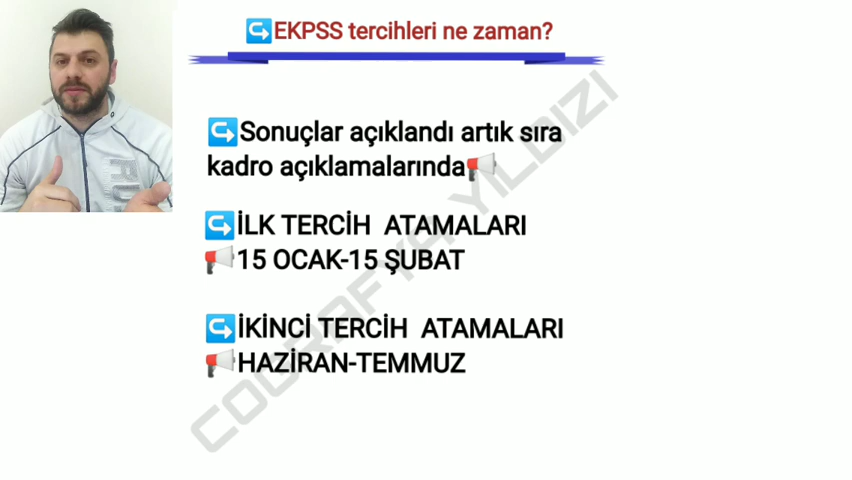 EKPSS tercihleri ne zaman?
Sonuçlar açıklandı artık sıra
kadro açıklamalarında
İLK TERCİH ATAMALARI
15 OCAK-15 ŞUBAT
İKİNCİ TERCİH ATAMALARI
HAZİRAN-TEMMUZ
COĞRAFYA YILDIZI